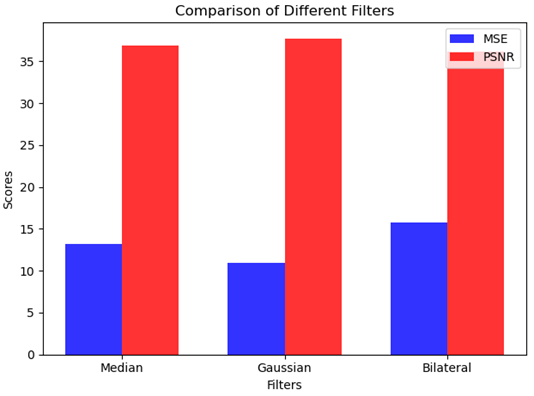 Comparison of Different Filters
MSE
PSNR
35
30
25
20
15
10
5
0
Scores
Median
Gaussian
Bilateral
Filters